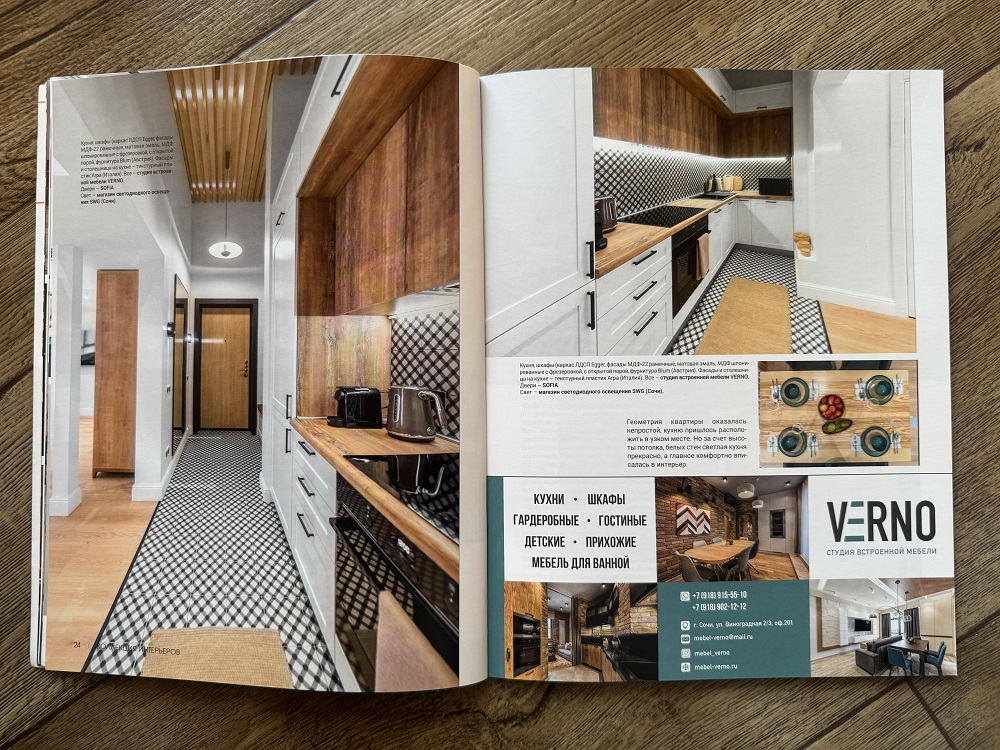 Кухня, шкафы (каркас ЛДСП Egger, фасады
МДФ-22 рамочные, матовая эмаль, МДФ
шпонированные с фрезеровкой, с открытой
порой, фурнитура Blum (Австрия). Фасады
и столешница на кухне – текстурный пла-
стик Arpa (Италия). Все – студия встроен-
ной мебели VERNO.
Двери – SOFIA.
Свет – магазин светодиодного освеще-
ния SWG (Сочи).
24
КОЛЛЕКЦИЯ ИНТЕРЬЕРОВ
Кухня, шкафы (каркас ЛДСП Egger, фасады МДФ-22 рамочные, матовая эмаль, МДФ шпони-
рованные с фрезеровкой, с открытой порой, фурнитура Blum (Австрия). Фасады и столешни-
ца на кухне – текстурный пластик Arpa (Италия). Все – студия встроенной мебели VERNO.
Двери – SOFIA.
Свет – магазин светодиодного освещения SWG (Сочи).
Геометрия квартиры оказалась
непростой, кухню пришлось располо-
жить в узком месте. Но за счет высо-
ты потолка, белых стен светлая кухня
прекрасно, а главное комфортно впи-
салась в интерьер.
КУХНИ • ШКАФЫ
ГАРДЕРОБНЫЕ • ГОСТИНЫЕ
ДЕТСКИЕ • ПРИХОЖИЕ
МЕБЕЛЬ ДЛЯ ВАННОЙ
VERNO
СТУДИЯ ВСТРОЕННОЙ МЕБЕЛИ
+7 (918) 915-55-10
+7 (918) 902-12-12
г. Сочи, ул. Виноградная 2/3, оф.201
mebel-verno@mail.ru
mebel_verno
mebel-verno.ru